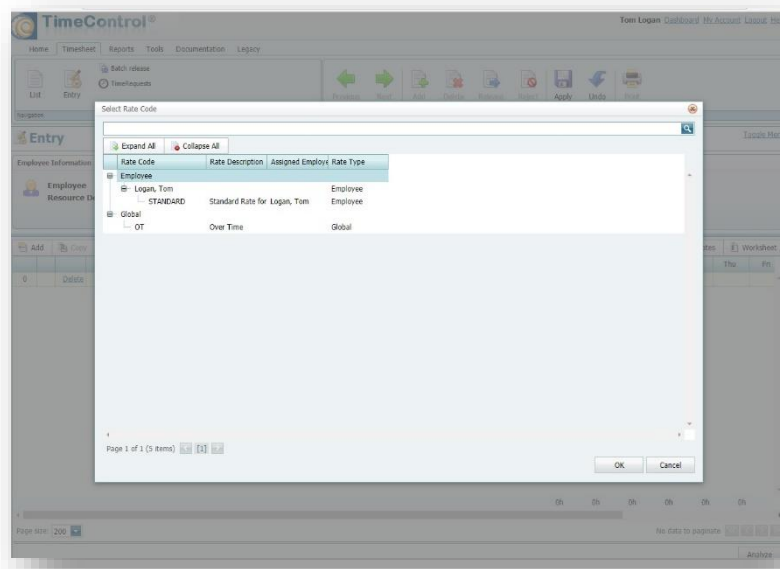 TimeControl®
Tom Logan Dashboard My Account Logout
Home Timesheet Reports Tools Documentation Legacy
Batch release
TimeRequests
List Entry Previous Next Add Delete Release Reject Apply Undo Print
Navigation
Select Rate Code
Entry
Expand All Collapse All
Employee Information
Rate Code Rate Description Assigned Employe Rate Type
Employee
Logan, Tom Employee
STANDARD Standard Rate for Logan, Tom Employee
Global
OT Over Time Global
Employee
Resource
Add Copy Worksheet
Thu Fri
0 Delete
Page 1 of 1 (5 items) [1]
OK Cancel
0h 0h 0h 0h 0h 0h
Page size: 200 No data to paginate
Analyze